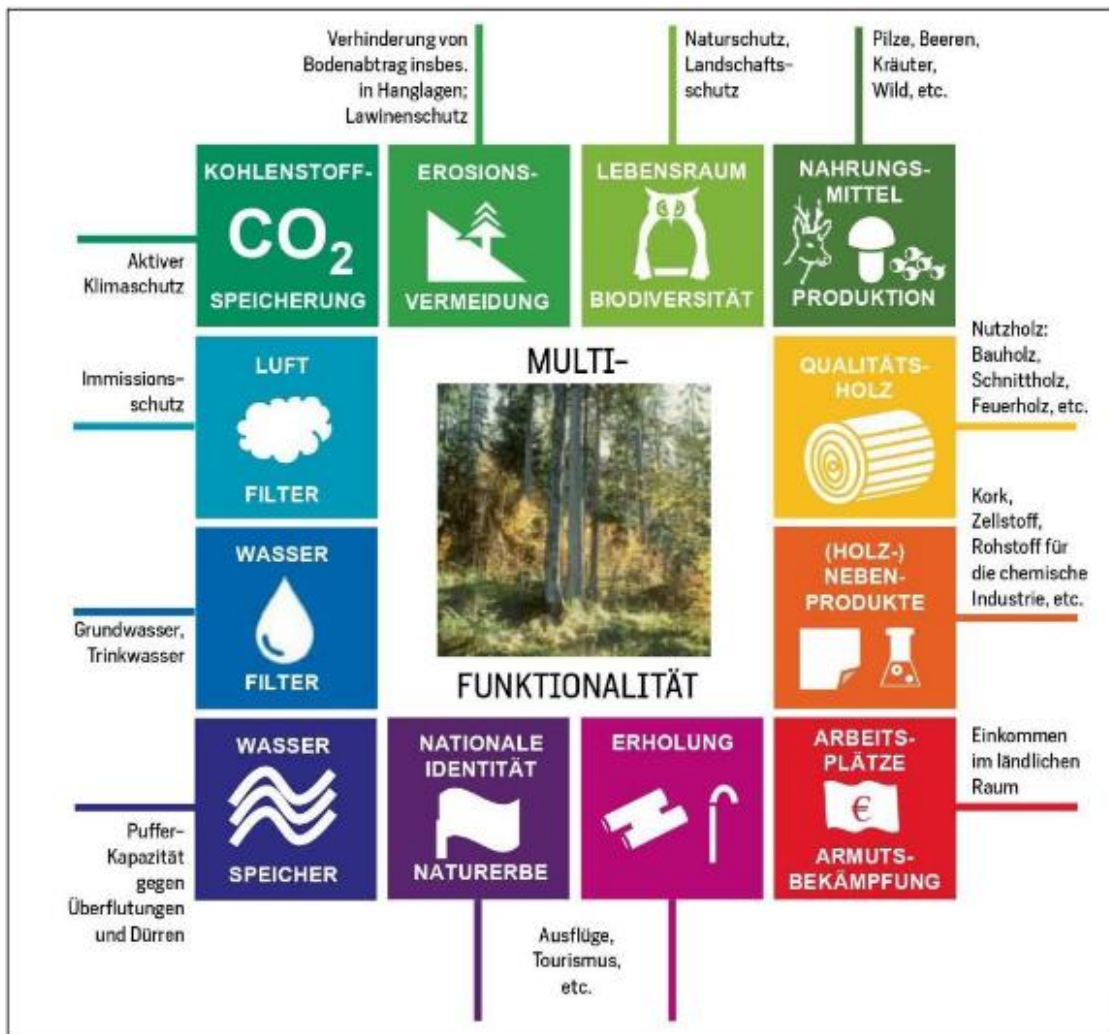 Verhinderung von
Bodenabtrag insbes.
in Hanglagen;
Lawinenschutz
Naturschutz,
Landschafts-
schutz
Pilze, Beeren,
Kräuter,
Wild, etc.
KOHLENSTOFF-
CO₂
SPEICHERUNG
EROSIONS-
VERMEIDUNG
LEBENSRAUM
BIODIVERSITÄT
NAHRUNGS-
MITTEL
PRODUKTION
Aktiver
Klimaschutz
LUFT
FILTER
Immissions-
schutz
MULTI-
FUNKTIONALITÄT
QUALITÄTS-
HOLZ
Nutzholz:
Bauholz,
Schnittholz,
Feuerholz, etc.
WASSER
FILTER
Grundwasser,
Trinkwasser
(HOLZ-)
NEBEN-
PRODUKTE
Kork,
Zellstoff,
Rohstoff für
die chemische
Industrie, etc.
WASSER
SPEICHER
Puffer-
Kapazität
gegen
Überflutungen
und Dürren
NATIONALE
IDENTITÄT
NATURERBE
ERHOLUNG
Ausflüge,
Tourismus,
etc.
ARBEITS-
PLÄTZE
€
ARMUTS-
BEKÄMPFUNG
Einkommen
im ländlichen
Raum